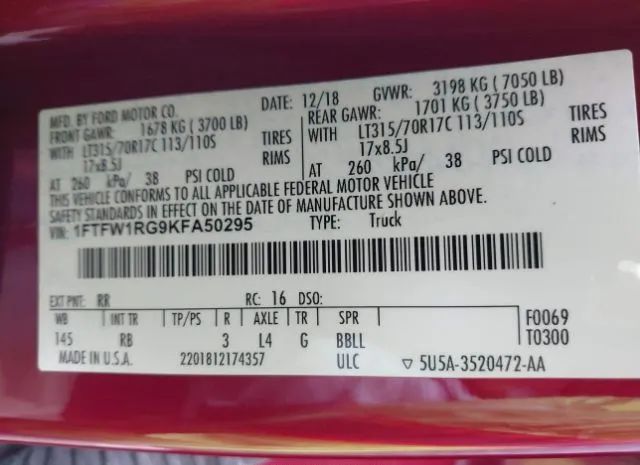 MFD. BY FORD MOTOR CO. DATE: 12/18 GVWR: 3198 KG ( 7050 LB)
FRONT GAWR: 1678 KG ( 3700 LB) REAR GAWR: 1701 KG ( 3750 LB)
WITH LT315/70R17C 113/110S TIRES WITH LT315/70R17C 113/110S TIRES
17x8.5J RIMS 17x8.5J RIMS
AT 260 kPa/ 38 PSI COLD AT 260 kPa/ 38 PSI COLD
THIS VEHICLE CONFORMS TO ALL APPLICABLE FEDERAL MOTOR VEHICLE
SAFETY STANDARDS IN EFFECT ON THE DATE OF MANUFACTURE SHOWN ABOVE.
VIN: 1FTFW1RG9KFA50295 TYPE: Truck
EXT PNT: RR RC: 16 DSO:
WB INT TR TP/PS R AXLE TR SPR F0069
145 RB 3 L4 G BBLL T0300
MADE IN U.S.A. 2201812174357 ULC ▽ 5U5A-3520472-AA